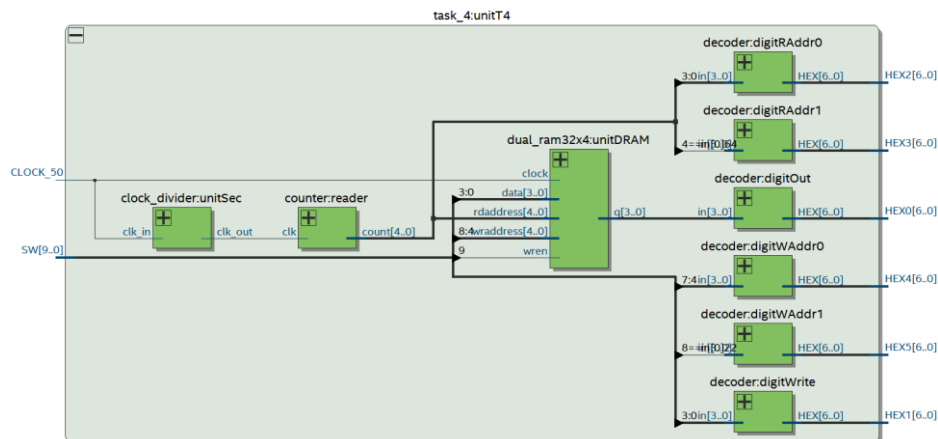 task_4:unitT4
decoder:digitRAddr0
3:0 in[3..0] HEX[6..0] HEX2[6..0]
decoder:digitRAddr1
HEX[6..0] HEX3[6..0]
dual_ram32x4:unitDRAM
CLOCK_50
clock
decoder:digitOut
3:0 data[3..0]
clock_divider:unitSec counter:reader
rdaddress[4..0] q[3..0] in[3..0] HEX[6..0] HEX0[6..0]
clk_in clk_out clk count[4..0] 8:4 wraddress[4..0]
SW[9..0] 9 wren
decoder:digitWAddr0
7:4 in[3..0] HEX[6..0] HEX4[6..0]
decoder:digitWAddr1
HEX[6..0] HEX5[6..0]
decoder:digitWrite
3:0 in[3..0] HEX[6..0] HEX1[6..0]